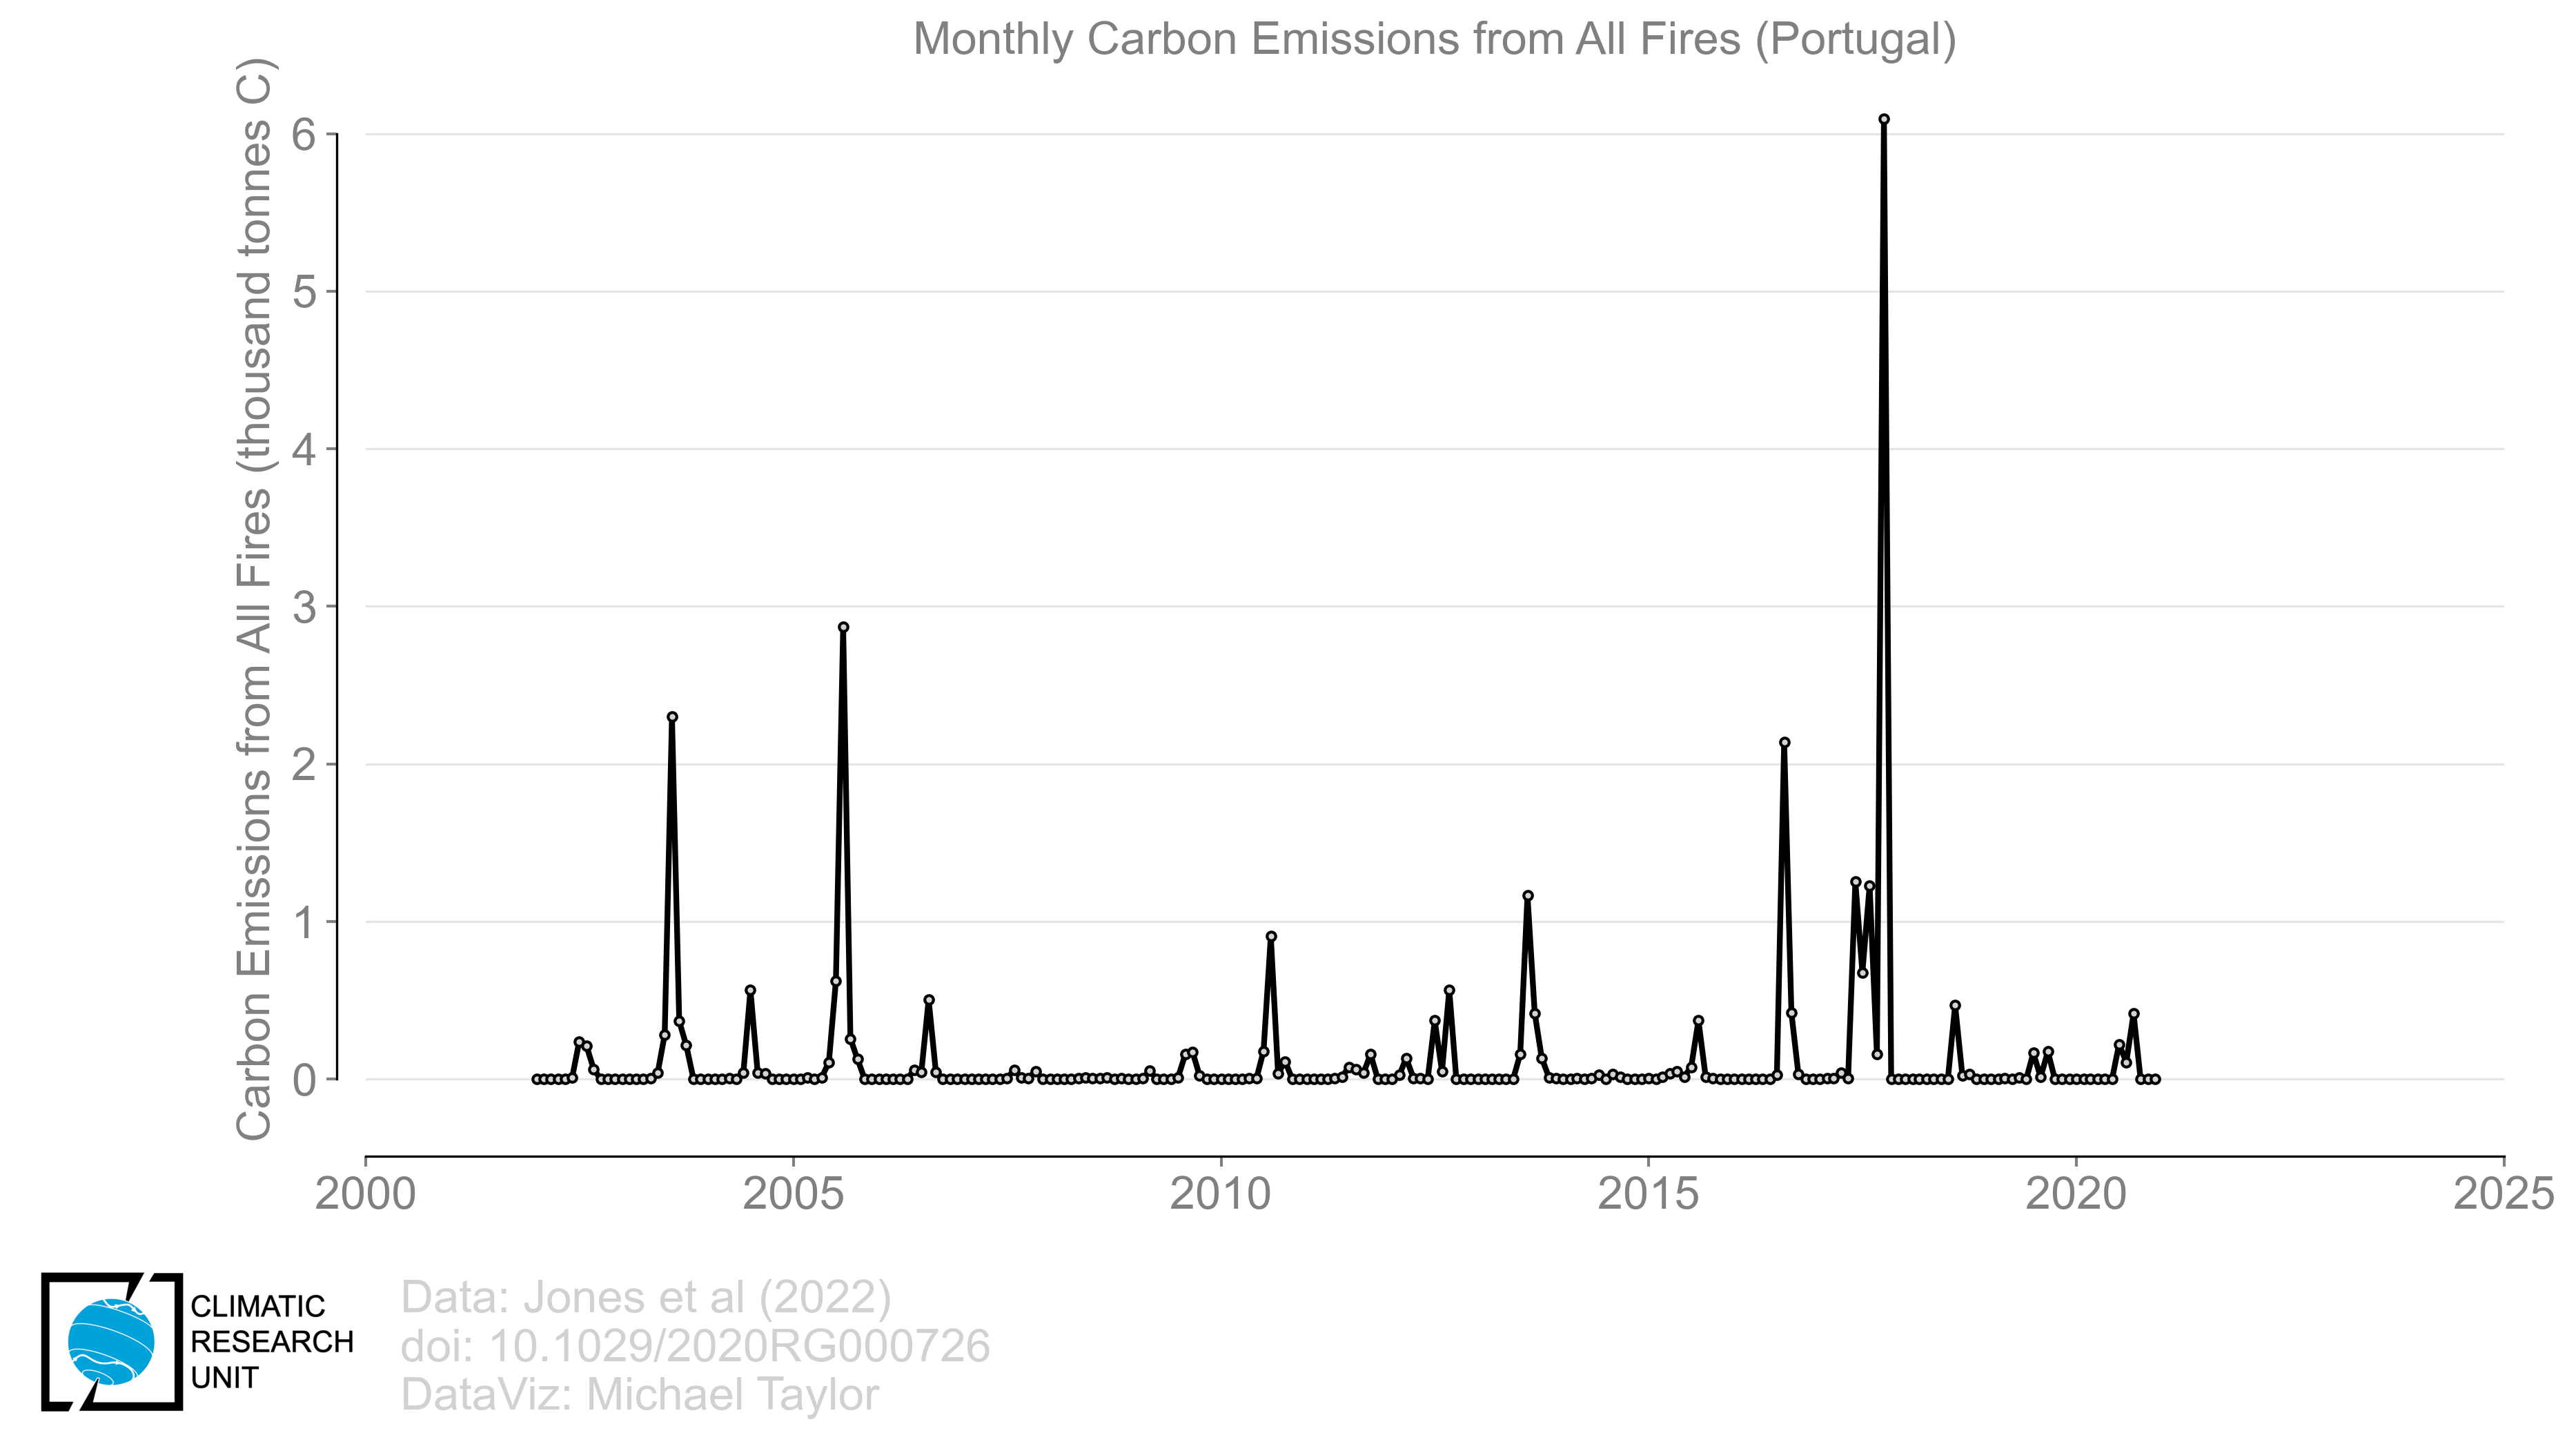 Monthly Carbon Emissions from All Fires (Portugal)
Carbon Emissions from All Fires (thousand tonnes C)
6
5
4
3
2
1
0
2000
2005
2010
2015
2020
2025
CLIMATIC
RESEARCH
UNIT
Data: Jones et al (2022)
doi: 10.1029/2020RG000726
DataViz: Michael Taylor